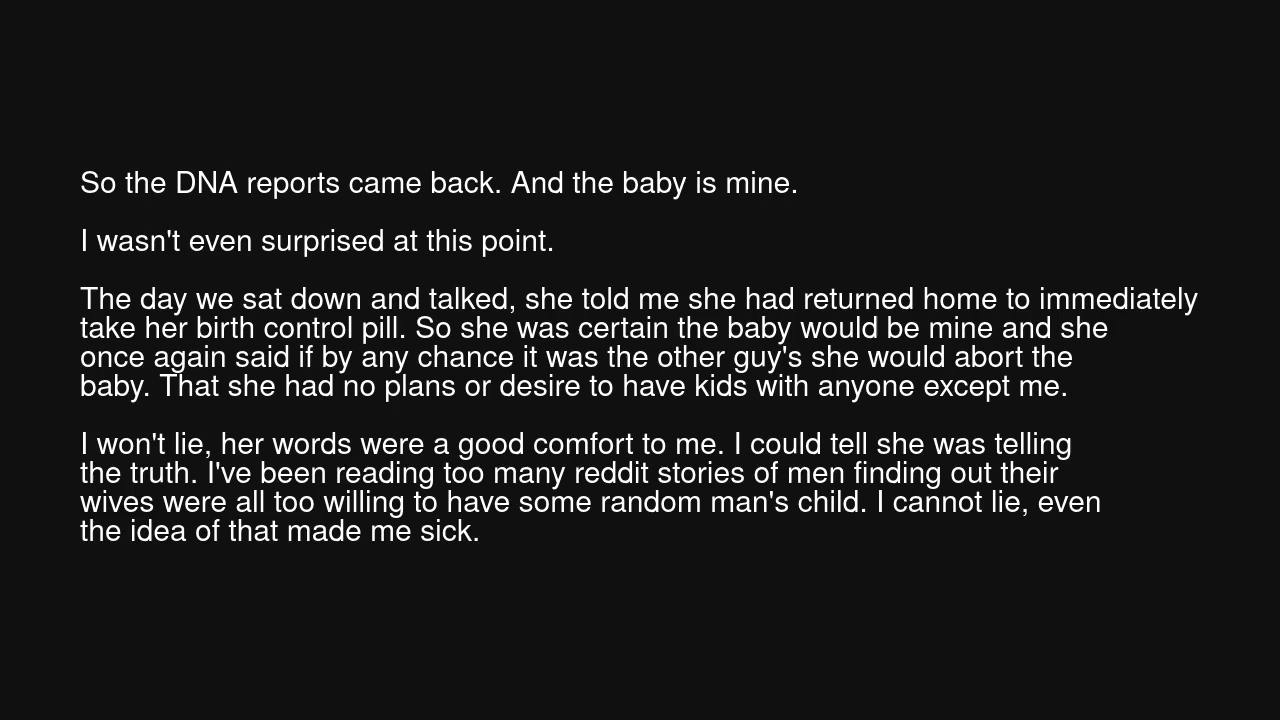 So the DNA reports came back. And the baby is mine.
I wasn't even surprised at this point.
The day we sat down and talked, she told me she had returned home to immediately
take her birth control pill. So she was certain the baby would be mine and she
once again said if by any chance it was the other guy's she would abort the
baby. That she had no plans or desire to have kids with anyone except me.
I won't lie, her words were a good comfort to me. I could tell she was telling
the truth. I've been reading too many reddit stories of men finding out their
wives were all too willing to have some random man's child. I cannot lie, even
the idea of that made me sick.